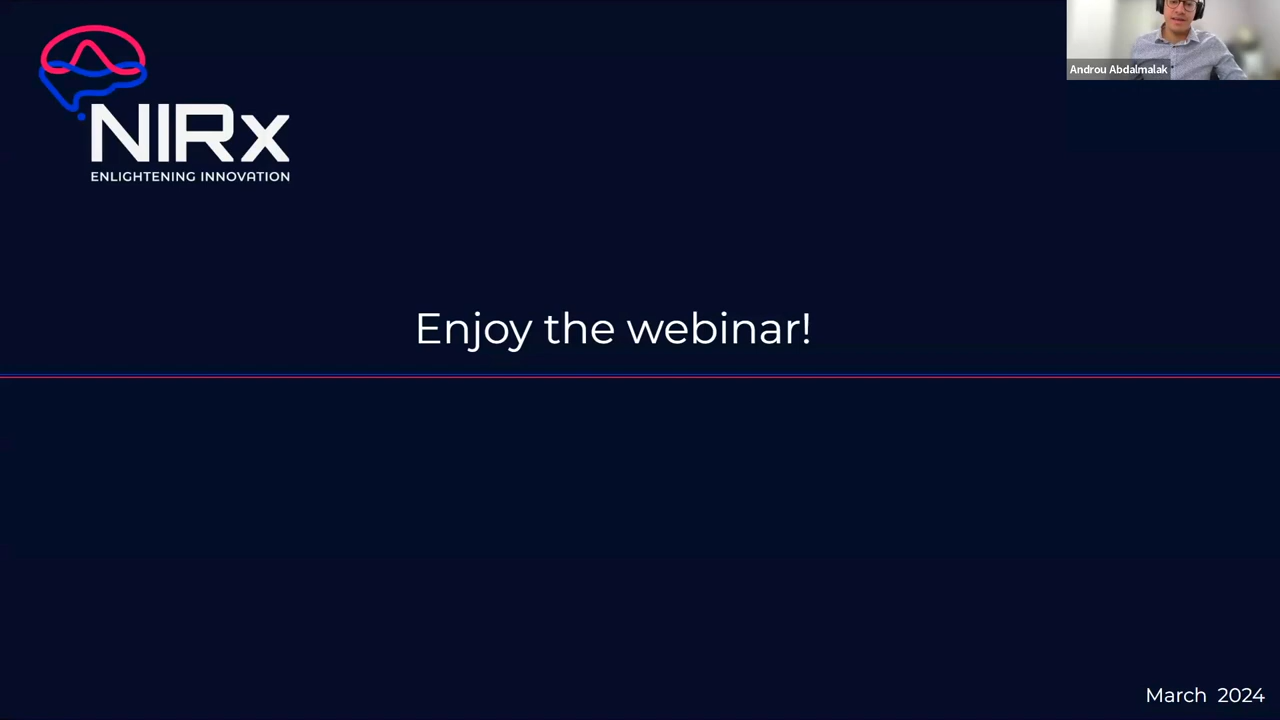 NIRx
ENLIGHTENING INNOVATION
Androu Abdalmalak
Enjoy the webinar!
March 2024